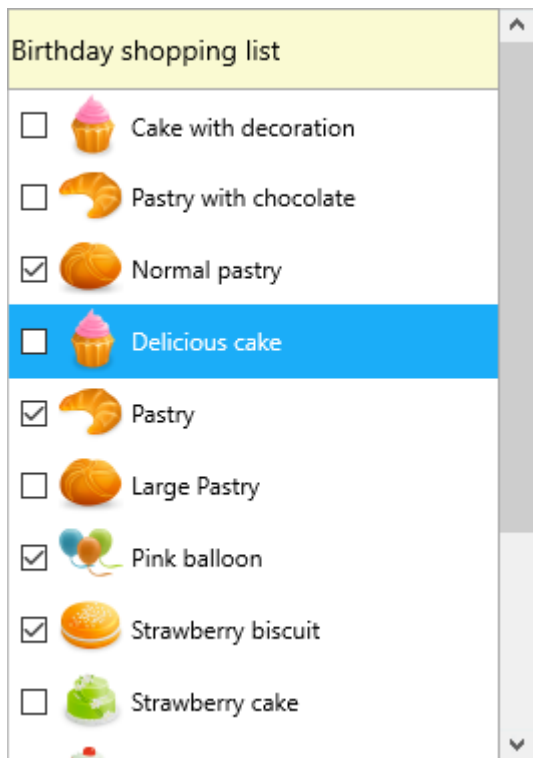 Birthday shopping list
Cake with decoration
Pastry with chocolate
Normal pastry
Delicious cake
Pastry
Large Pastry
Pink balloon
Strawberry biscuit
Strawberry cake